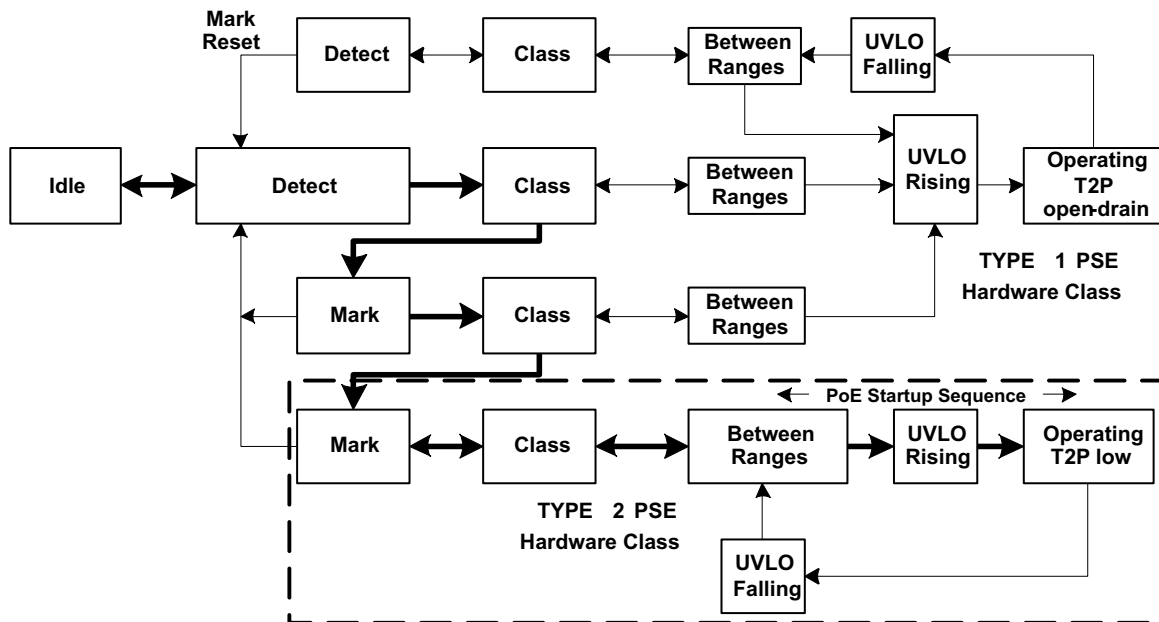 Mark
Reset
Detect
Class
Between
Ranges
UVLO
Falling
Idle
Detect
Class
Between
Ranges
UVLO
Rising
Operating
T2P
open-drain
TYPE 1 PSE
Hardware Class
Mark
Class
Between
Ranges
PoE Startup Sequence
Mark
Class
Between
Ranges
UVLO
Rising
Operating
T2P low
TYPE 2 PSE
Hardware Class
UVLO
Falling